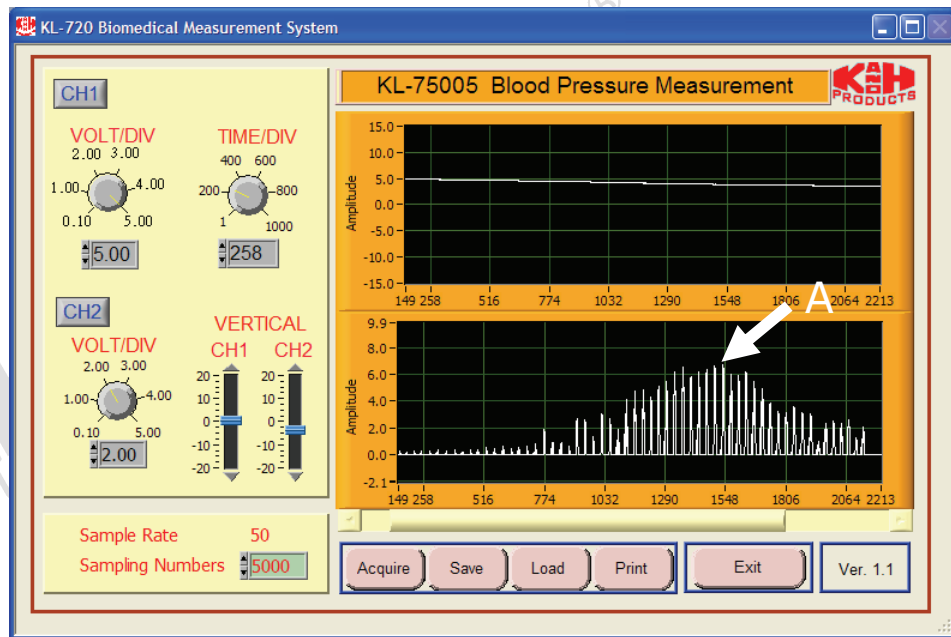 KL-720 Biomedical Measurement System
CH1
VOLT/DIV
2.00 3.00
1.00 4.00
0.10 5.00
5.00
TIME/DIV
400 600
200 800
1 1000
258
CH2
VOLT/DIV
2.00 3.00
1.00 4.00
0.10 5.00
2.00
VERTICAL
CH1 CH2
20 20
10 10
0 0
-10 -10
-20 -20
Sample Rate 50
Sampling Numbers 5000
KL-75005 Blood Pressure Measurement
K AND H
PRODUCTS
Amplitude
15.0
10.0
5.0
0.0
-5.0
-10.0
-15.0
149 258 516 774 1032 1290 1548 1806 2064 2213
A
Amplitude
9.9
8.0
6.0
4.0
2.0
0.0
-2.1
149 258 516 774 1032 1290 1548 1806 2064 2213
Acquire Save Load Print Exit Ver. 1.1